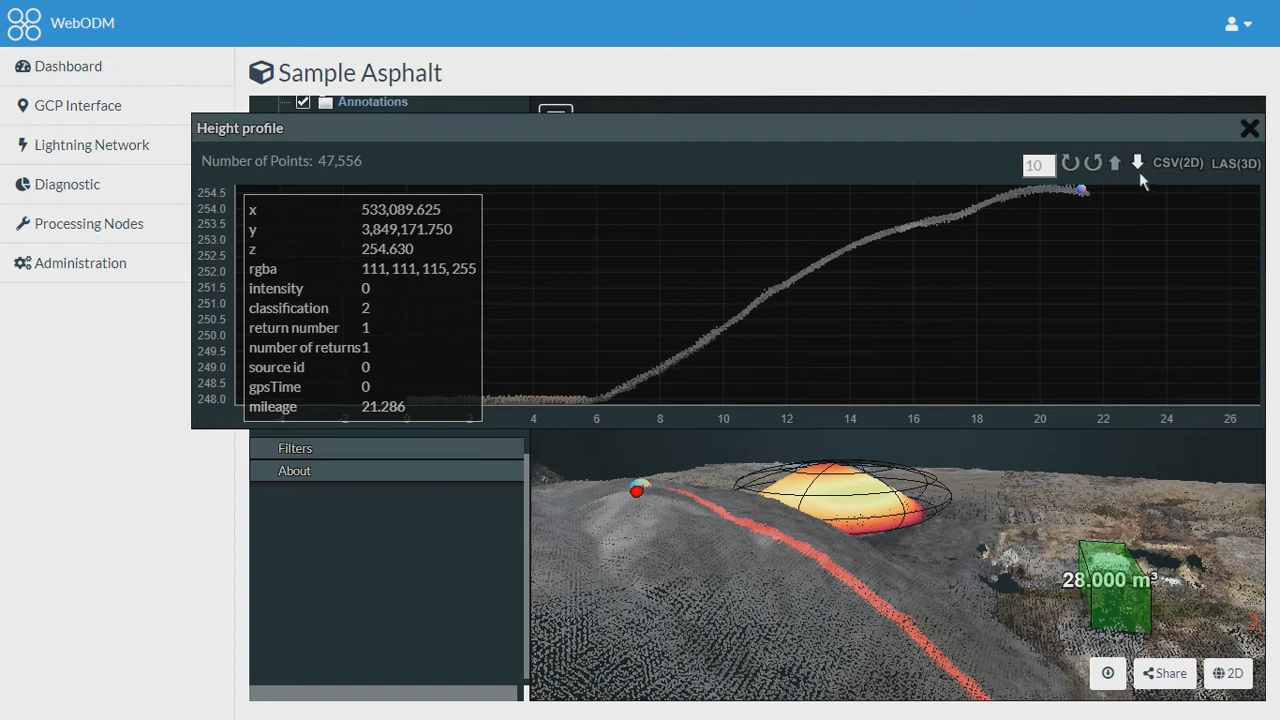 WebODM
Dashboard
GCP Interface
Lightning Network
Diagnostic
Processing Nodes
Administration
Sample Asphalt
Annotations
Height profile
Number of Points: 47,556
10
CSV(2D) LAS(3D)
254.5
254.0
253.5
253.0
252.5
252.0
251.5
251.0
250.5
250.0
249.5
249.0
248.5
248.0
x 533,089.625
y 3,849,171.750
z 254.630
rgba 111, 111, 115, 255
intensity 0
classification 2
return number 1
number of returns 1
source id 0
gpsTime 0
mileage 21.286
0 2 4 6 8 10 12 14 16 18 20 22 24 26
Filters
About
28.000 m³
Share
2D